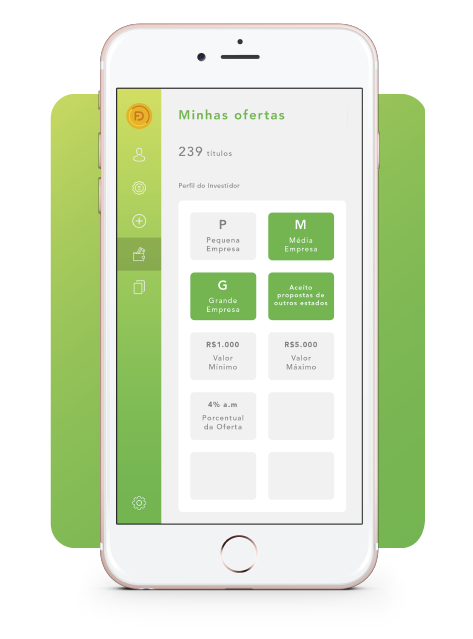 Minhas ofertas
239 títulos
Perfil do Investidor
P
Pequena
Empresa
M
Média
Empresa
G
Grande
Empresa
Aceito
propostas de
outros estados
R$1.000
Valor
Mínimo
R$5.000
Valor
Máximo
4% a.m
Porcentual
da Oferta